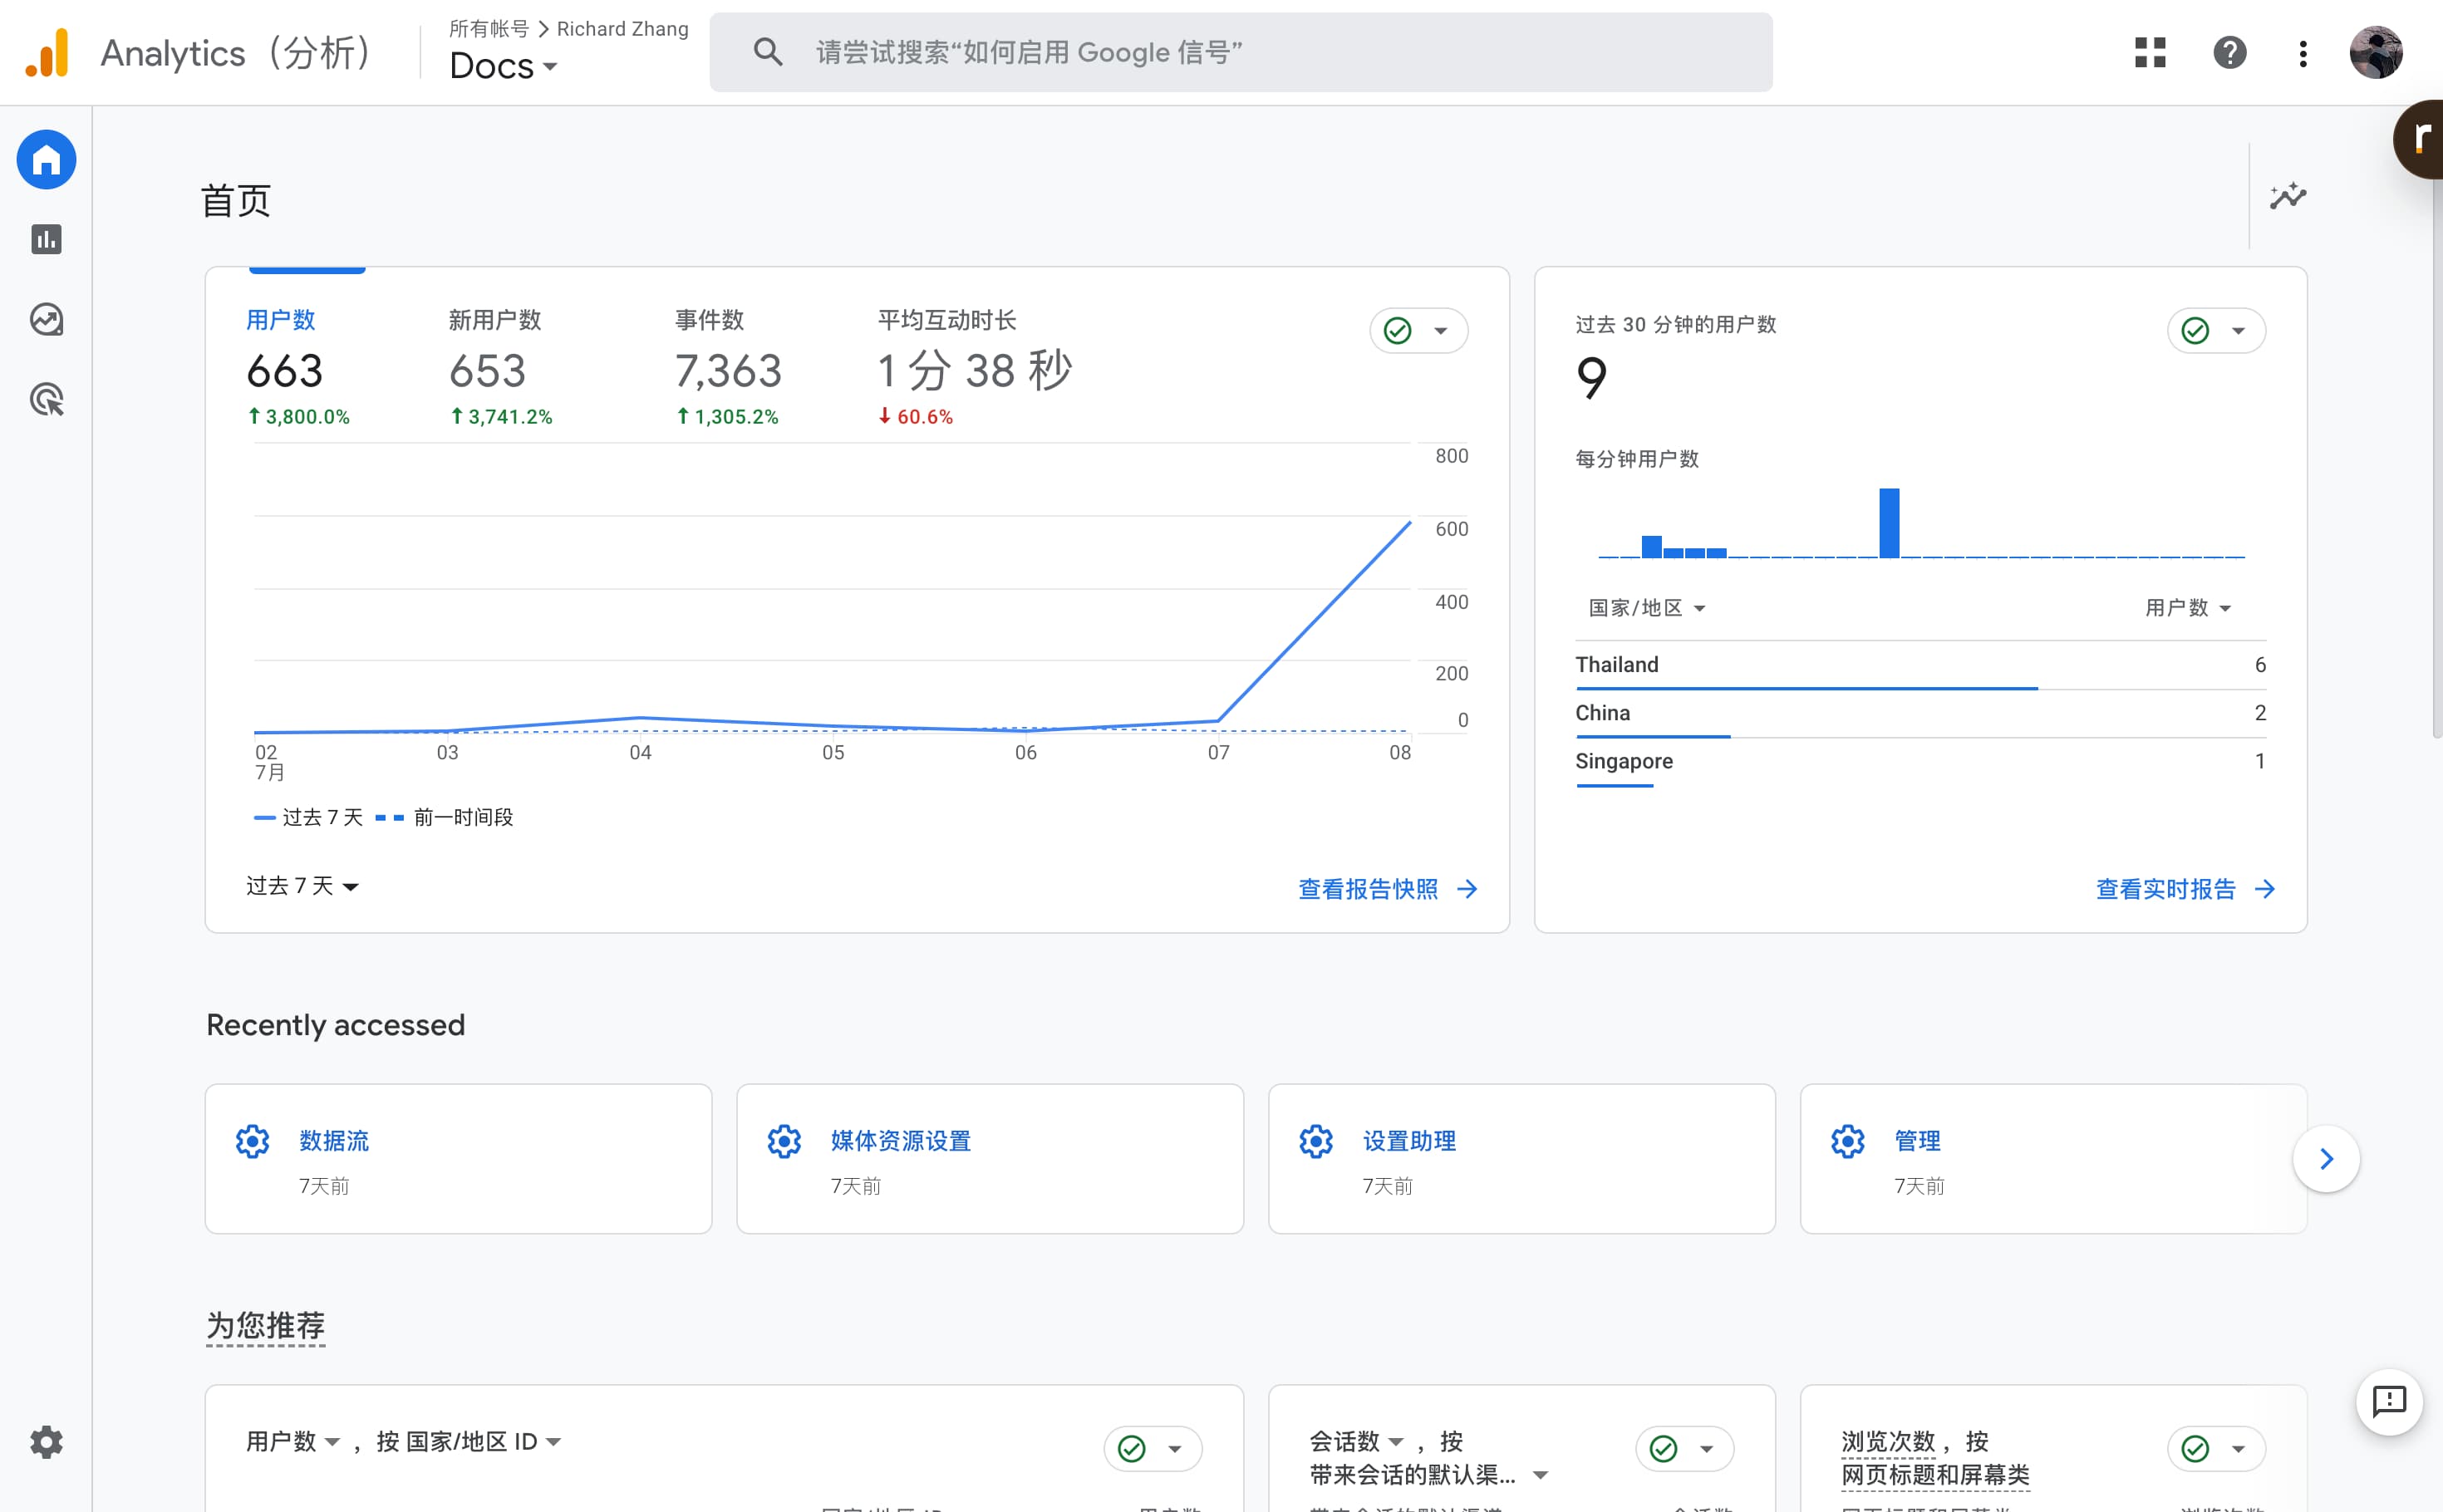 Analytics（分析）
所有帐号 > Richard Zhang
Docs
请尝试搜索“如何启用 Google 信号”
首页
用户数
663
3,800.0%
新用户数
653
3,741.2%
事件数
7,363
1,305.2%
平均互动时长
1 分 38 秒
60.6%
800
600
400
200
0
02
7月
03
04
05
06
07
08
过去 7 天
前一时间段
过去 7 天
查看报告快照
过去 30 分钟的用户数
9
每分钟用户数
国家/地区
用户数
Thailand 6
China 2
Singapore 1
查看实时报告
r
Recently accessed
数据流
7天前
媒体资源设置
7天前
设置助理
7天前
管理
7天前
为您推荐
用户数 ，按 国家/地区 ID
会话数 ，按
带来会话的默认渠...
浏览次数，按
网页标题和屏幕类